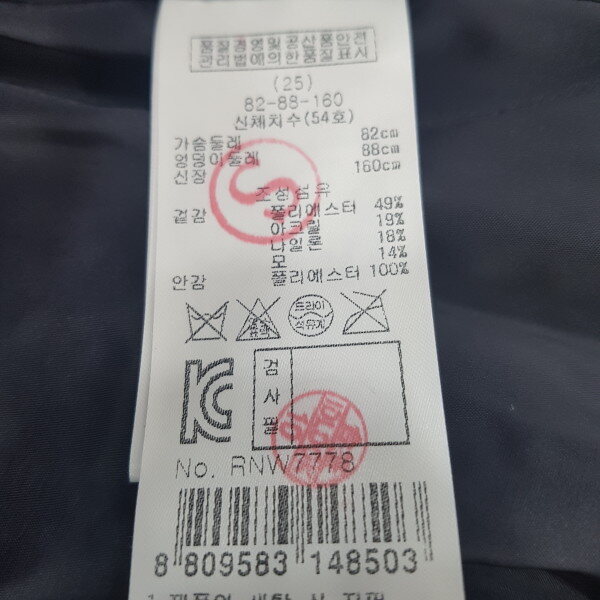 품질경영및공산품안전
관리법에의한품질표시
(25)
82-88-160
신체치수(54호)
가슴둘레 82cm
엉덩이둘레 88cm
신장 160cm
조성섬유
겉감 폴리에스터 49%
아크릴 19%
나일론 18%
모 14%
안감 폴리에스터 100%
드라이
석유계
검
사
필
No. RNW7778
8 809583 148503